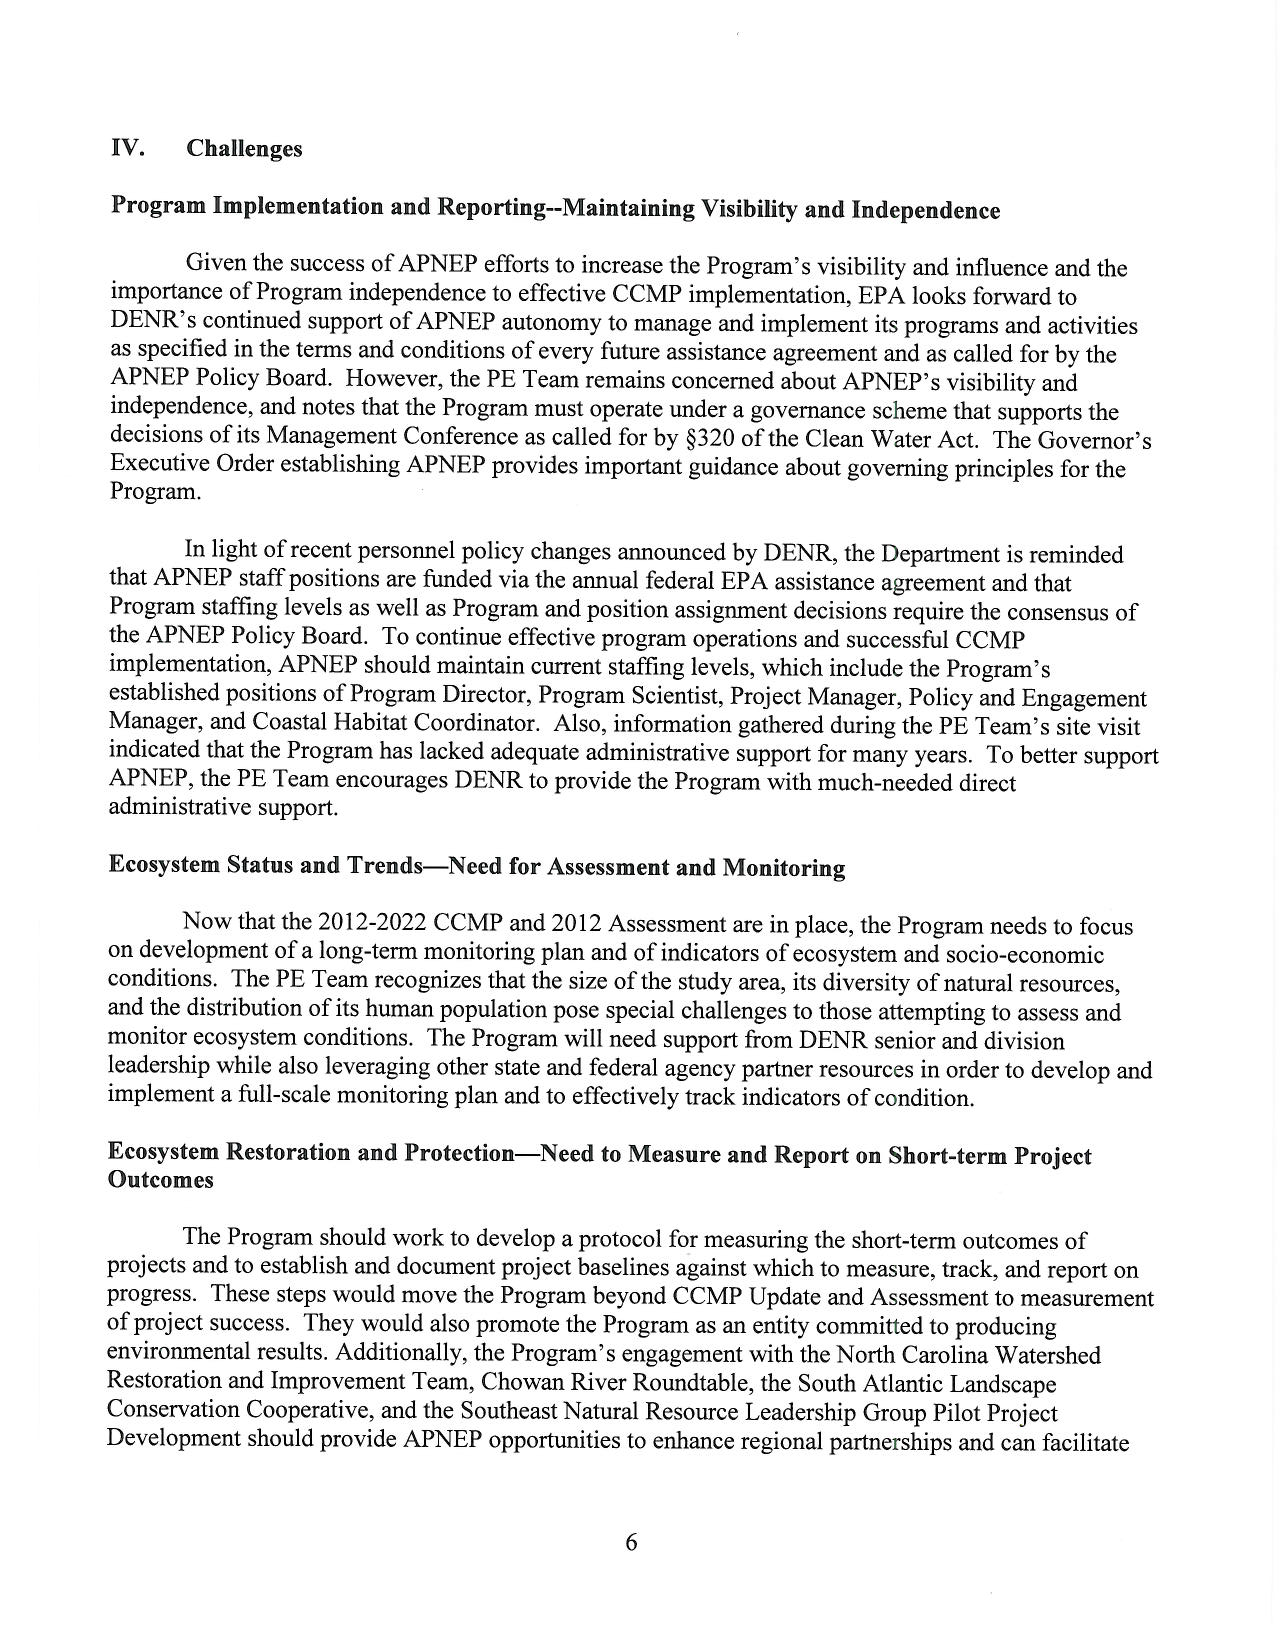 IV. Challenges
Program Implementation and Reporting--Maintaining Visibility and Independence
Given the success of APNEP efforts to increase the Program's visibility and influence and the
importance of Program independence to effective CCMP implementation, EPA looks forward to
DENR's continued support of APNEP autonomy to manage and implement its programs and activities
as specified in the terms and conditions of every future assistance agreement and as called for by the
APNEP Policy Board. However, the PE Team remains concerned about APNEP's visibility and
independence, and notes that the Program must operate under a governance scheme that supports the
decisions of its Management Conference as called for by §320 of the Clean Water Act. The Governor's
Executive Order establishing APNEP provides important guidance about governing principles for the
Program.
In light of recent personnel policy changes announced by DENR, the Department is reminded
that APNEP staff positions are funded via the annual federal EPA assistance agreement and that
Program staffing levels as well as Program and position assignment decisions require the consensus of
the APNEP Policy Board. To continue effective program operations and successful CCMP
implementation, APNEP should maintain current staffing levels, which include the Program's
established positions of Program Director, Program Scientist, Project Manager, Policy and Engagement
Manager, and Coastal Habitat Coordinator. Also, information gathered during the PE Team's site visit
indicated that the Program has lacked adequate administrative support for many years. To better support
APNEP, the PE Team encourages DENR to provide the Program with much-needed direct
administrative support.
Ecosystem Status and Trends—Need for Assessment and Monitoring
Now that the 2012-2022 CCMP and 2012 Assessment are in place, the Program needs to focus
on development of a long-term monitoring plan and of indicators of ecosystem and socio-economic
conditions. The PE Team recognizes that the size of the study area, its diversity of natural resources,
and the distribution of its human population pose special challenges to those attempting to assess and
monitor ecosystem conditions. The Program will need support from DENR senior and division
leadership while also leveraging other state and federal agency partner resources in order to develop and
implement a full-scale monitoring plan and to effectively track indicators of condition.
Ecosystem Restoration and Protection—Need to Measure and Report on Short-term Project
Outcomes
The Program should work to develop a protocol for measuring the short-term outcomes of
projects and to establish and document project baselines against which to measure, track, and report on
progress. These steps would move the Program beyond CCMP Update and Assessment to measurement
of project success. They would also promote the Program as an entity committed to producing
environmental results. Additionally, the Program's engagement with the North Carolina Watershed
Restoration and Improvement Team, Chowan River Roundtable, the South Atlantic Landscape
Conservation Cooperative, and the Southeast Natural Resource Leadership Group Pilot Project
Development should provide APNEP opportunities to enhance regional partnerships and can facilitate
6